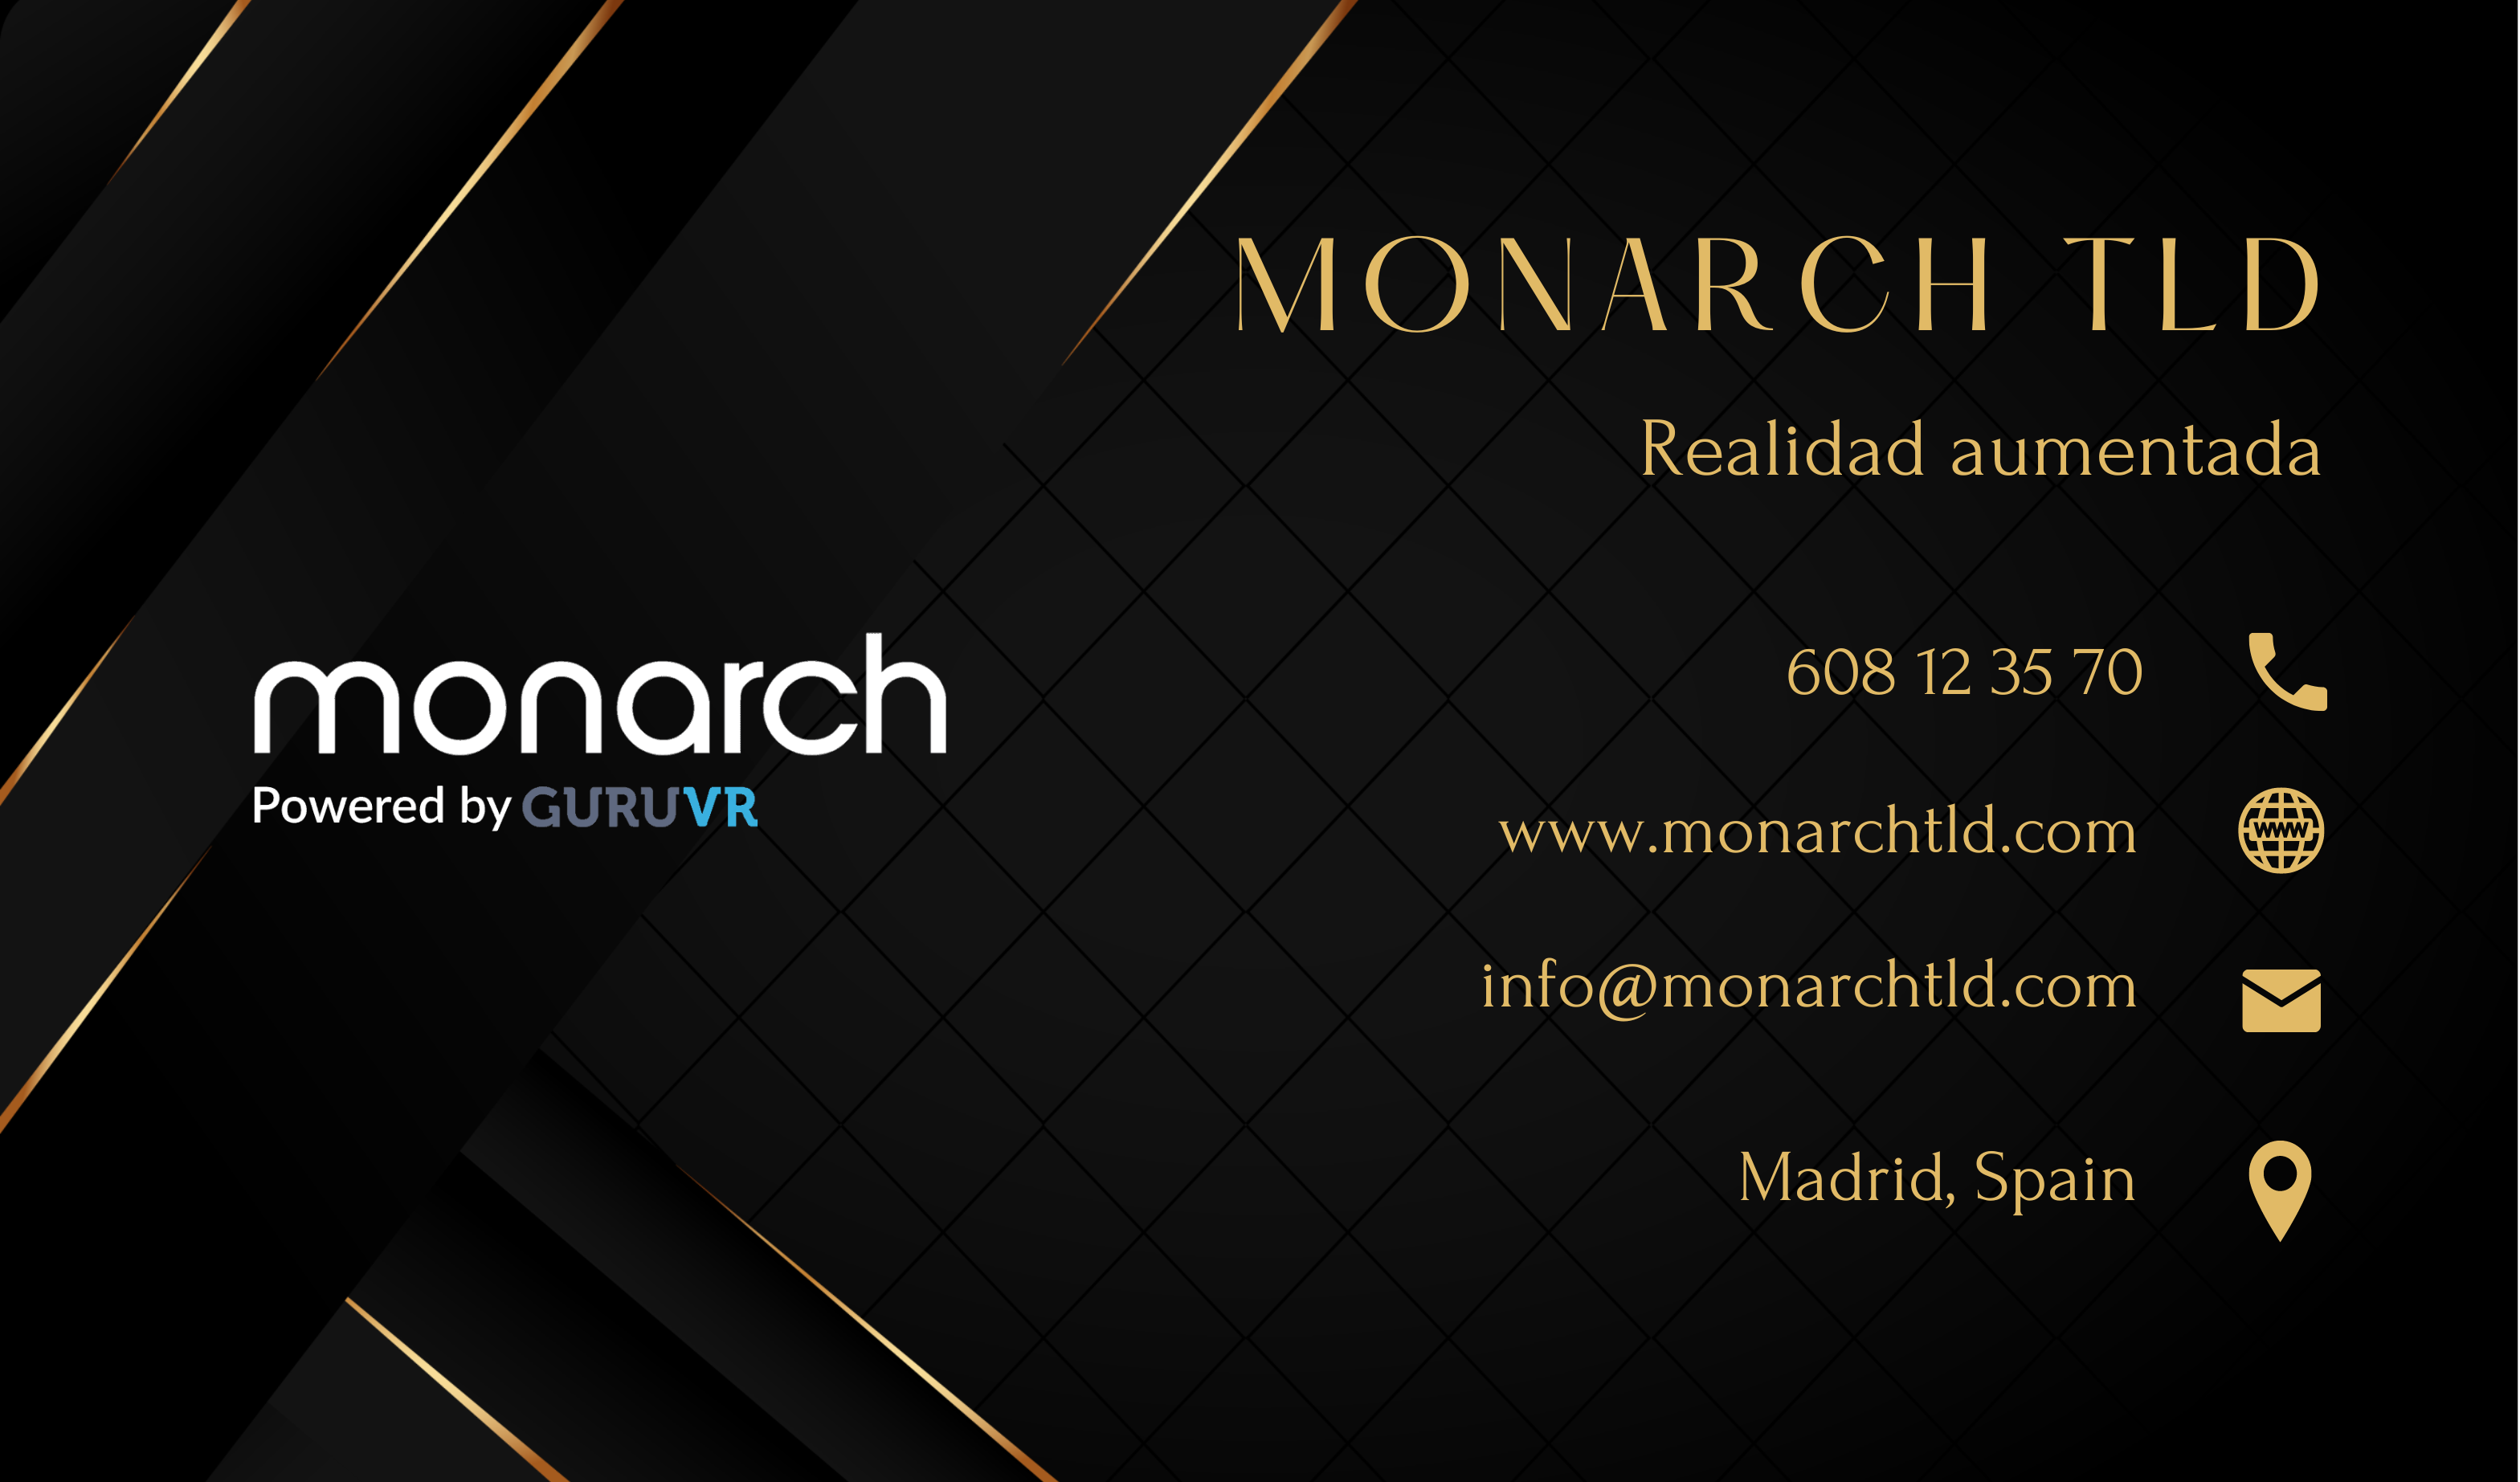 MONARCH TLD
Realidad aumentada
monarch
Powered by GURUVR
608 12 35 70
www.monarchtld.com
WWW
info@monarchtld.com
Madrid, Spain